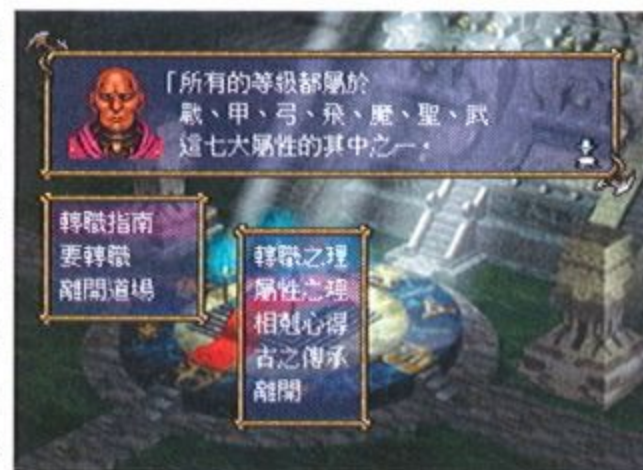 「所有的等級都屬於
戰、甲、弓、飛、魔、聖、武
這七大屬性的其中之一。
轉職指南
要轉職
離開道場
轉職之理
屬性之理
相剋心得
古之傳承
離開